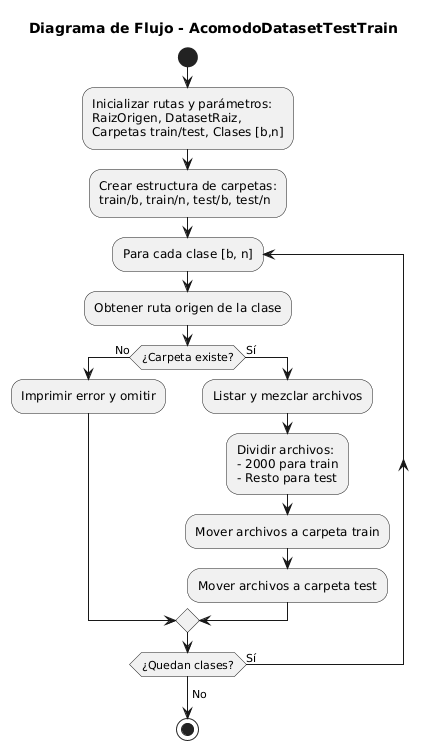 Diagrama de Flujo - AcomodoDatasetTestTrain
Inicializar rutas y parámetros:
RaizOrigen, DatasetRaiz,
Carpetas train/test, Clases [b,n]
Crear estructura de carpetas:
train/b, train/n, test/b, test/n
Para cada clase [b, n]
Obtener ruta origen de la clase
No
¿Carpeta existe?
Sí
Imprimir error y omitir
Listar y mezclar archivos
Dividir archivos:
- 2000 para train
- Resto para test
Mover archivos a carpeta train
Mover archivos a carpeta test
¿Quedan clases?
Sí
No